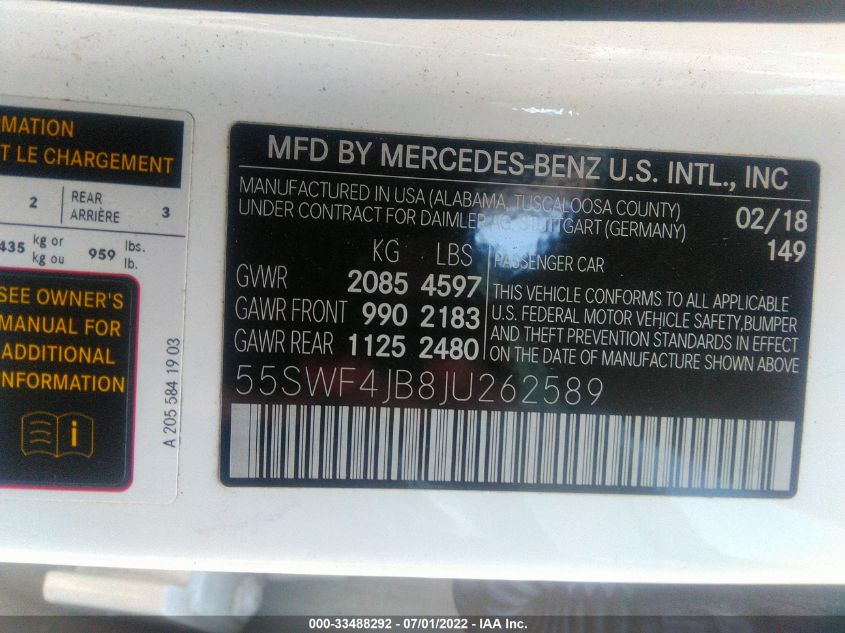 MATION
T LE CHARGEMENT
2 REAR ARRIÈRE 3
435 kg or kg ou 959 lbs. lb.
SEE OWNER'S
MANUAL FOR
ADDITIONAL
INFORMATION
i
A 205 584 19 03
MFD BY MERCEDES-BENZ U.S. INTL., INC
MANUFACTURED IN USA (ALABAMA, TUSCALOOSA COUNTY)
UNDER CONTRACT FOR DAIMLER AG, STUTTGART (GERMANY)
02/18
149
KG LBS
GVWR 2085 4597
GAWR FRONT 990 2183
GAWR REAR 1125 2480
PASSENGER CAR
THIS VEHICLE CONFORMS TO ALL APPLICABLE
U.S. FEDERAL MOTOR VEHICLE SAFETY,BUMPER
AND THEFT PREVENTION STANDARDS IN EFFECT
ON THE DATE OF MANUFACTURE SHOWN ABOVE
55SWF4JB8JU262589
000-33488292 - 07/01/2022 - IAA Inc.